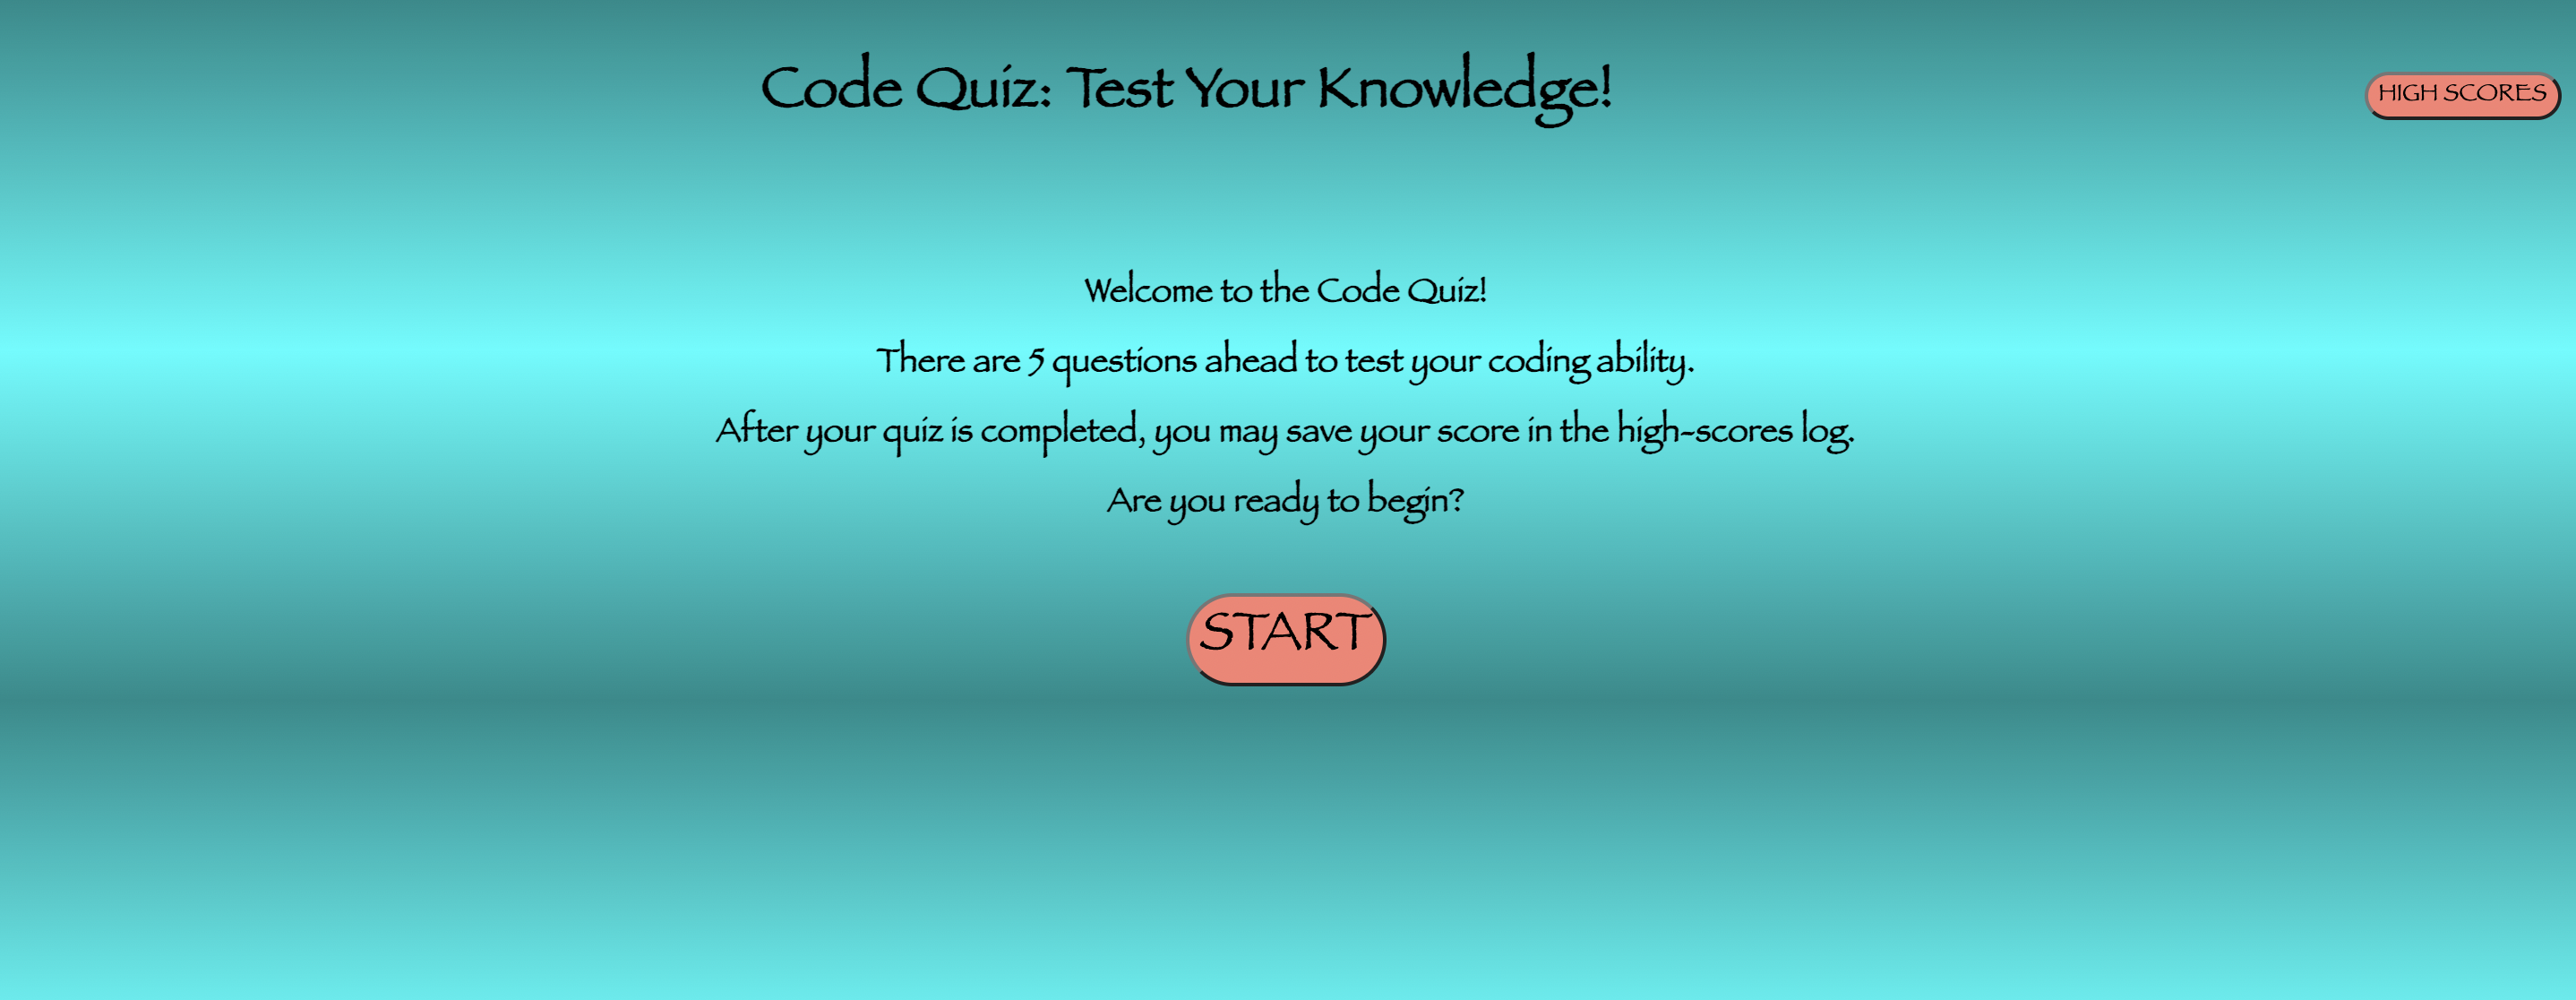 Code Quiz: Test Your Knowledge!
HIGH SCORES
Welcome to the Code Quiz!
There are 5 questions ahead to test your coding ability.
After your quiz is completed, you may save your score in the high-scores log.
Are you ready to begin?
START